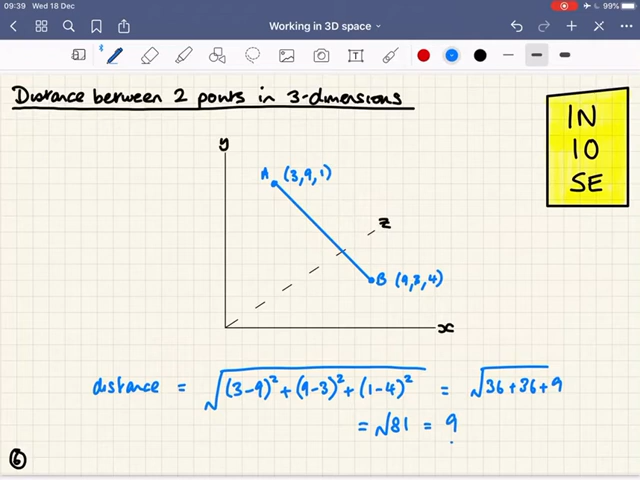 09:39 Wed 18 Dec
99%
Working in 3D space
T
Distance between 2 points in 3-dimensions
IN
10
SE
y
A (3,9,1)
z
B (9,3,4)
x
distance = √(3-9)² + (9-3)² + (1-4)² = √36+36+9
= √81 = 9
6